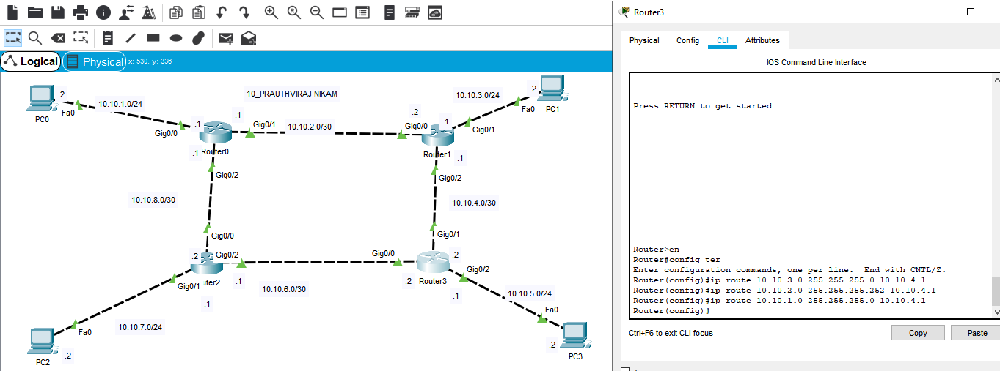 Logical
Physical
x: 530, y: 336
10_PRAUTHVIRAJ NIKAM
.2
Fa0
PC0
10.10.1.0/24
Gig0/0
.1
.1
Gig0/1
10.10.2.0/30
.2
Gig0/0
.1
10.10.3.0/24
.2
Fa0
PC1
Gig0/1
Router0
.1
Gig0/2
Router1
.1
Gig0/2
10.10.8.0/30
10.10.4.0/30
Gig0/0
Gig0/1
.2
Gig0/2
Gig0/0
.2
uter2
Gig0/1
.1
10.10.6.0/30
.2
Router3
Gig0/2
.1
10.10.5.0/24
.1
10.10.7.0/24
Fa0
Fa0
PC2
.2
.2
PC3
Router3
Physical
Config
CLI
Attributes
IOS Command Line Interface
Press RETURN to get started.
Router>en
Router#config ter
Enter configuration commands, one per line. End with CNTL/Z.
Router(config)#ip route 10.10.3.0 255.255.255.0 10.10.4.1
Router(config)#ip route 10.10.2.0 255.255.255.252 10.10.4.1
Router(config)#ip route 10.10.1.0 255.255.255.0 10.10.4.1
Router(config)#
Ctrl+F6 to exit CLI focus
Copy
Paste